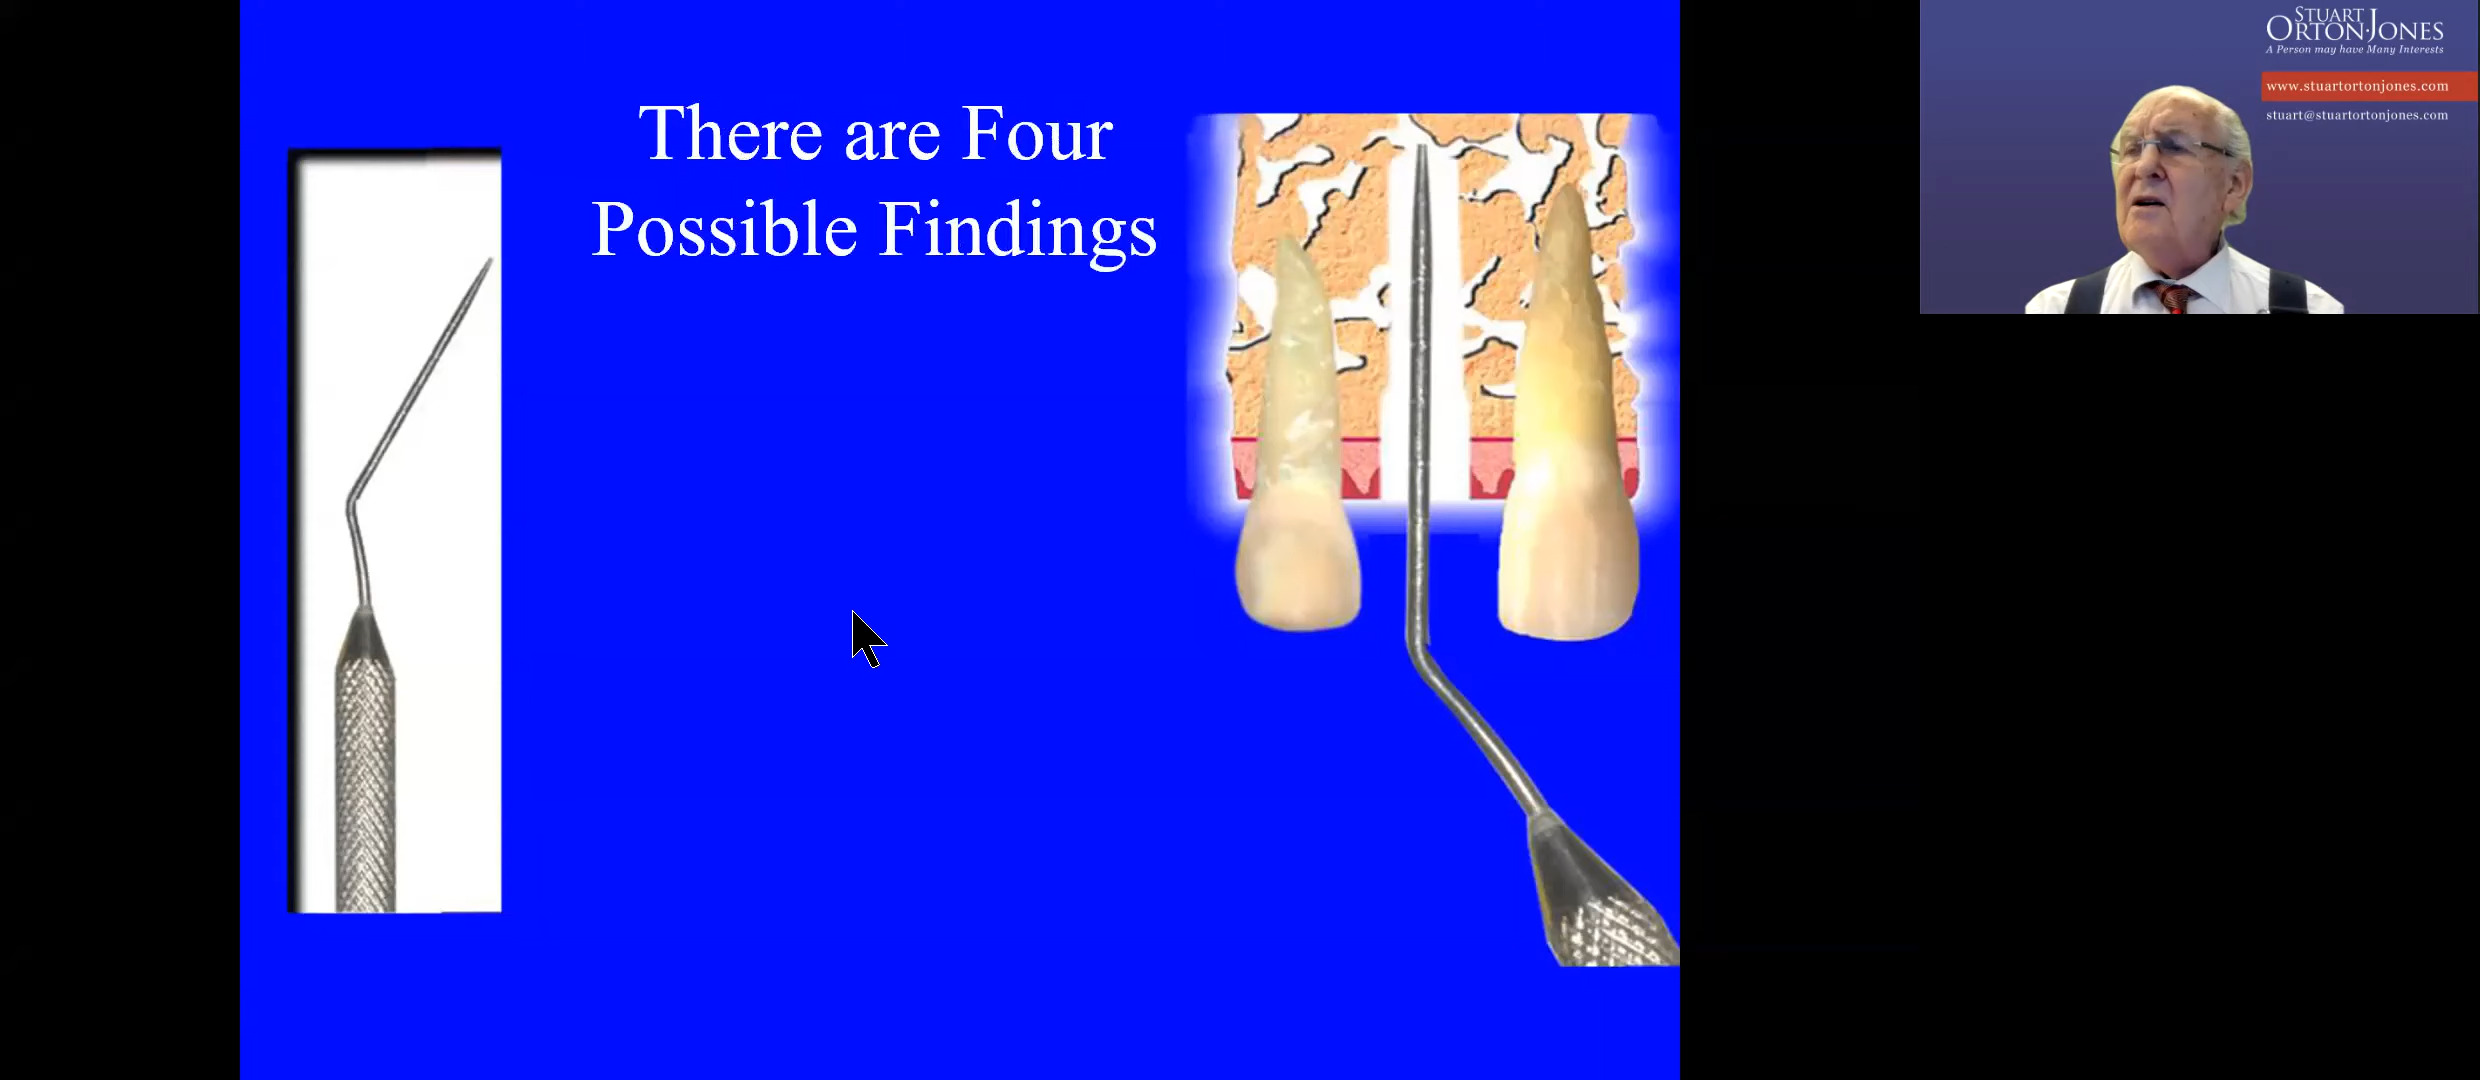 There are Four
Possible Findings
STUART
ORTON·JONES
A Person may have Many Interests
www.stuartortonjones.com
stuart@stuartortonjones.com